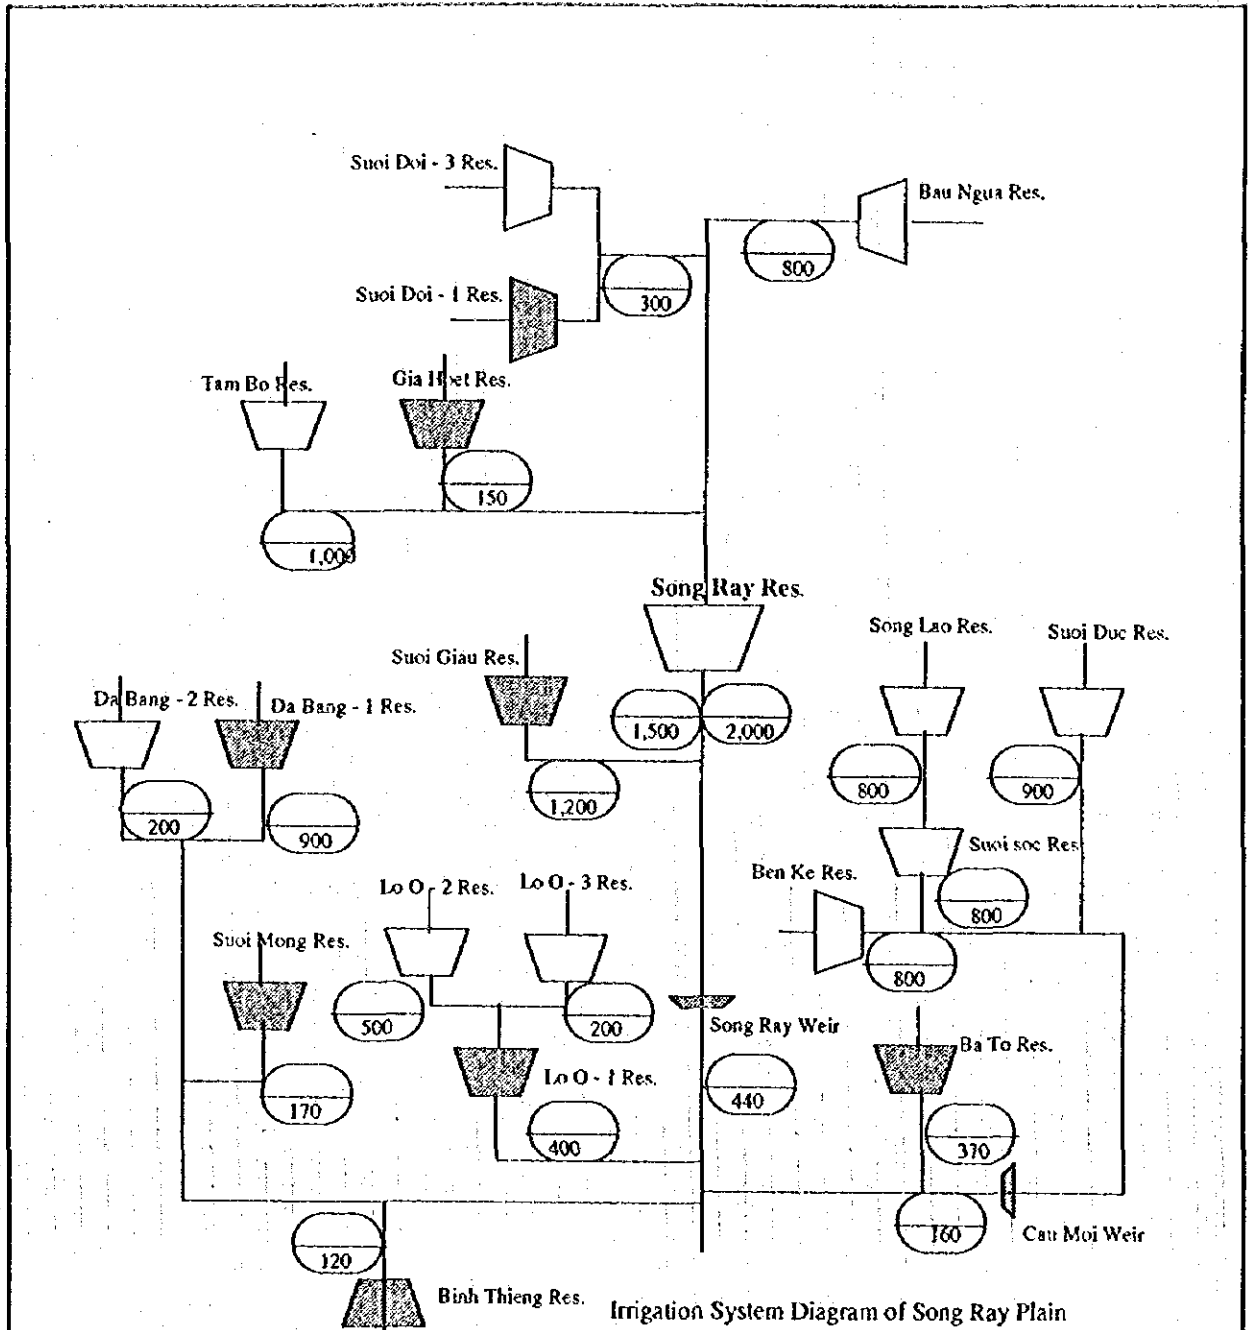 Suoi Doi - 3 Res.
Bau Ngua Res.
800
Suoi Doi - 1 Res.
300
Tam Bo Res.
Gia Hoet Res.
150
1,000
Song Ray Res.
Song Lao Res.
Suoi Duc Res.
Suoi Giau Res.
Da Bang - 2 Res.
Da Bang - 1 Res.
1,500
2,000
800
900
1,200
200
900
Suoi soc Res
Ben Ke Res.
Lo O - 2 Res.
Lo O - 3 Res.
800
Suoi Mong Res.
800
500
200
Song Ray Weir
Ba To Res.
Lo O - 1 Res.
170
440
400
370
160
Cau Moi Weir
120
Binh Thieng Res.
Irrigation System Diagram of Song Ray Plain